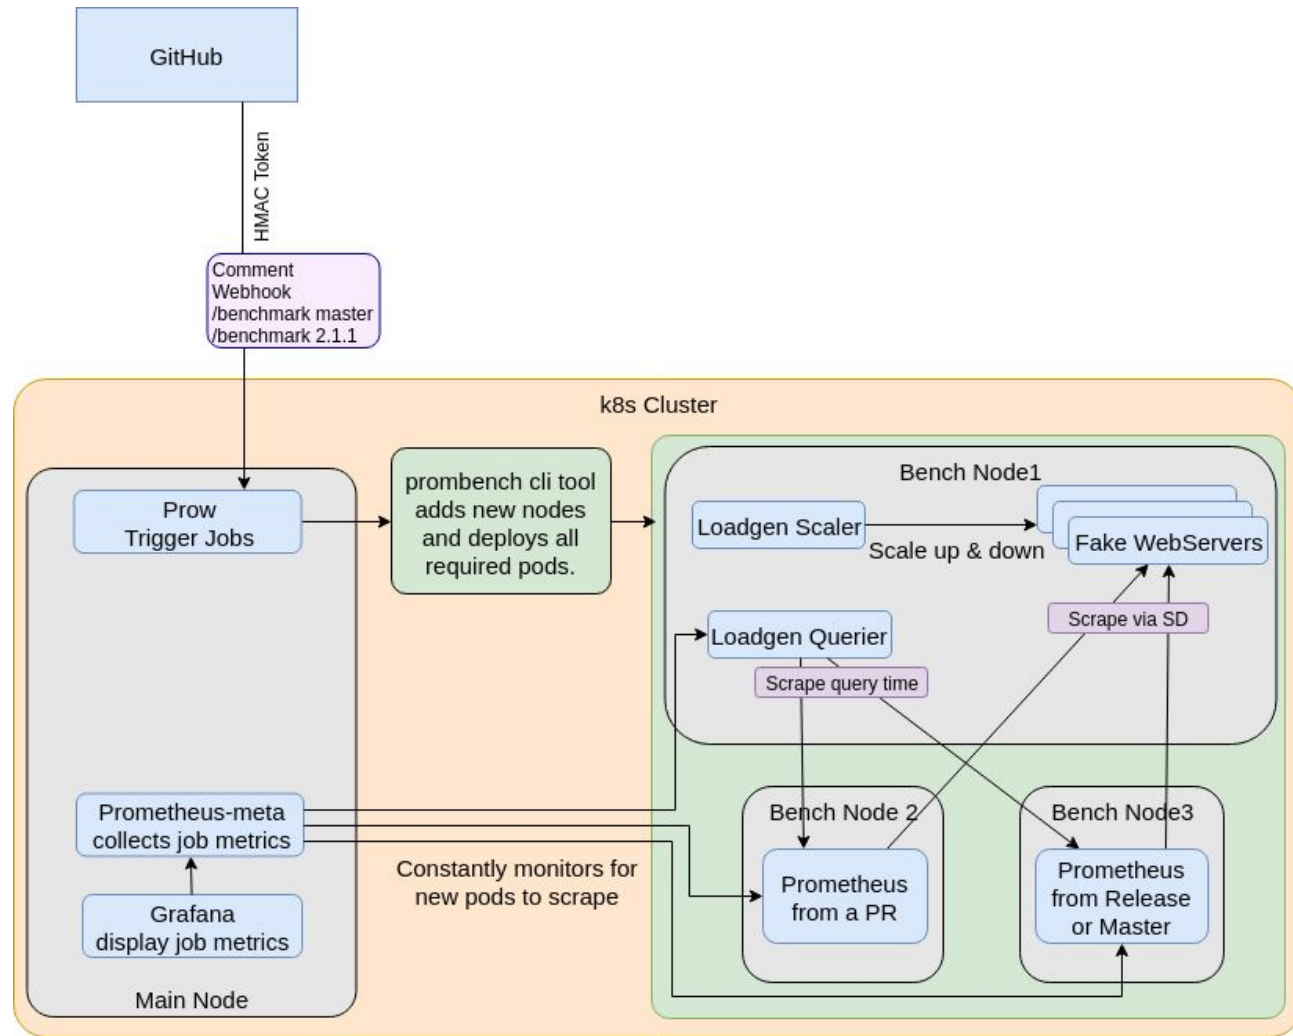 GitHub
HMAC Token
Comment
Webhook
/benchmark master
/benchmark 2.1.1
k8s Cluster
Prow
Trigger Jobs
prombench cli tool
adds new nodes
and deploys all
required pods.
Bench Node1
Loadgen Scaler
Scale up & down
Fake WebServers
Scrape via SD
Loadgen Querier
Scrape query time
Prometheus-meta
collects job metrics
Grafana
display job metrics
Main Node
Constantly monitors for
new pods to scrape
Bench Node 2
Prometheus
from a PR
Bench Node3
Prometheus
from Release
or Master